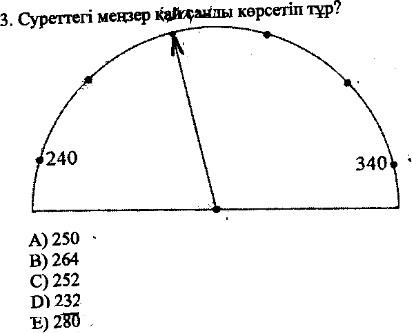 3. Суреттегі меңзер қай санды көрсетіп тұр?
240
340
A) 250
B) 264
C) 252
D) 232
E) 280